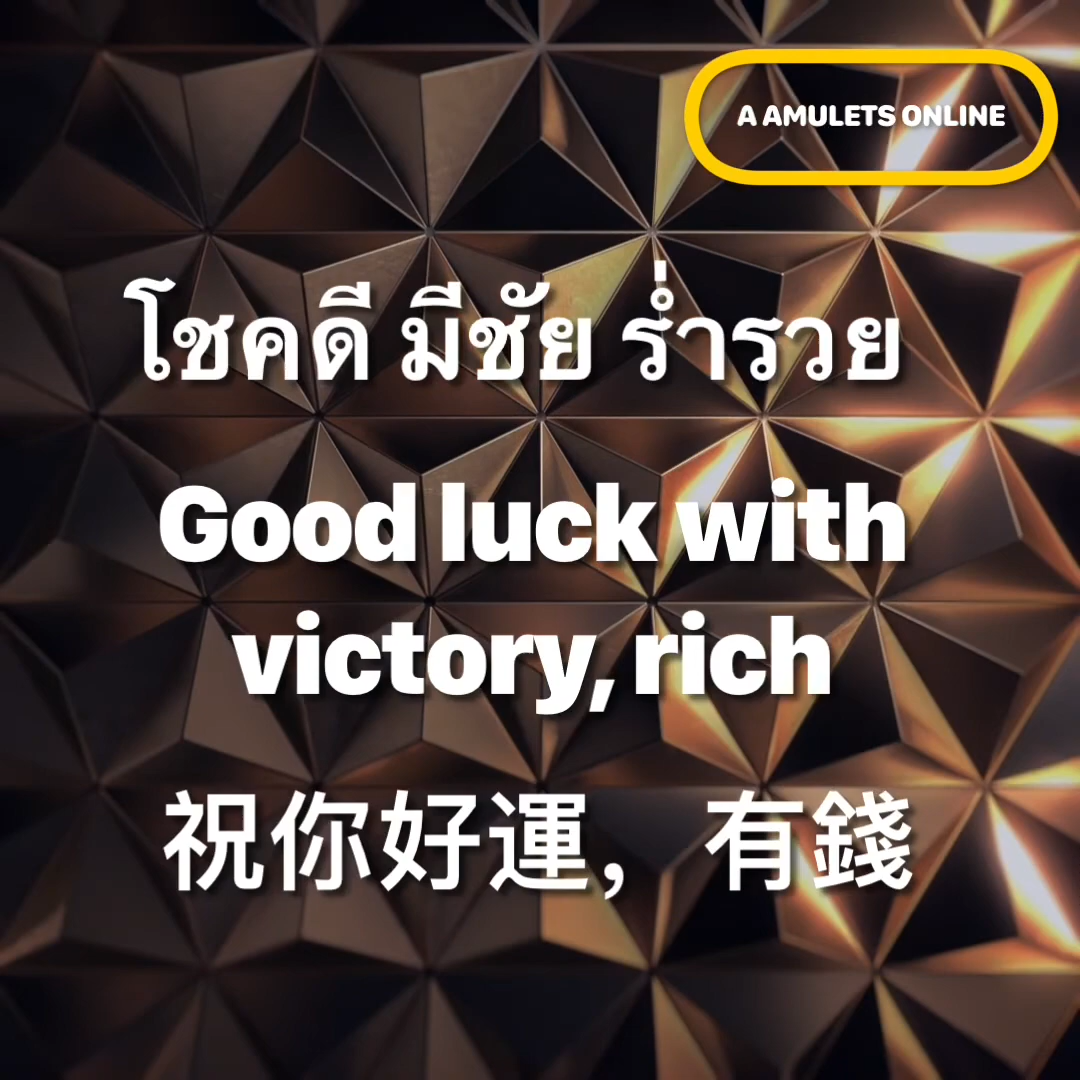 A AMULETS ONLINE
โชคดี มีชัย ร่ำรวย
Good luck with
victory, rich
祝你好運，有錢